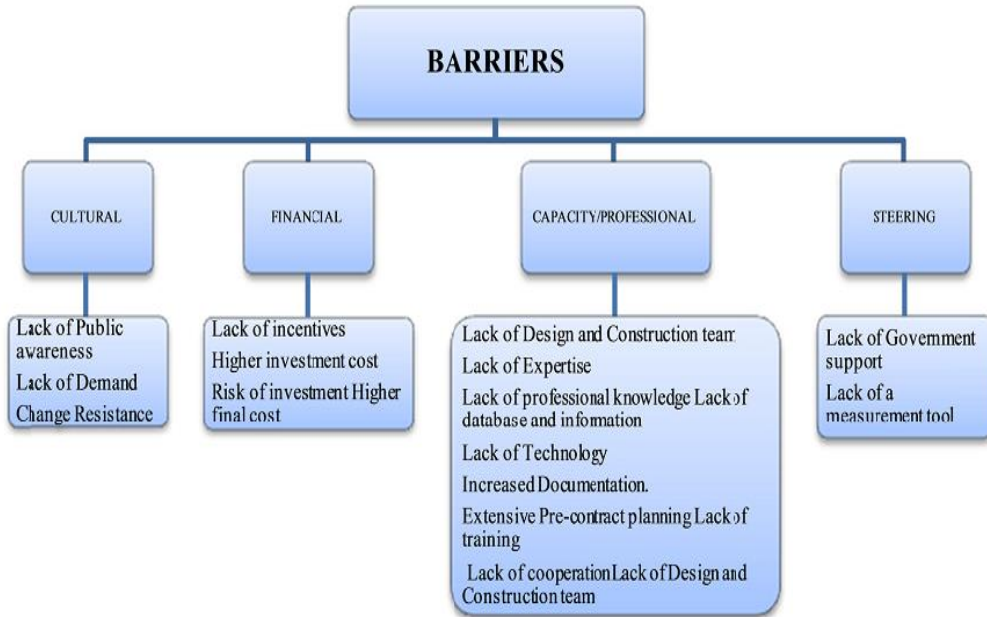 BARRIERS
CULTURAL
FINANCIAL
CAPACITY/PROFESSIONAL
STEERING
Lack of Public
awareness
Lack of Demand
Change Resistance
Lack of incentives
Higher investment cost
Risk of investment Higher
final cost
Lack of Design and Construction team
Lack of Expertise
Lack of professional knowledge Lack of
database and information
Lack of Technology
Increased Documentation.
Extensive Pre-contract planning Lack of
training
Lack of cooperationLack of Design and
Construction team
Lack of Government
support
Lack of a
measurement tool